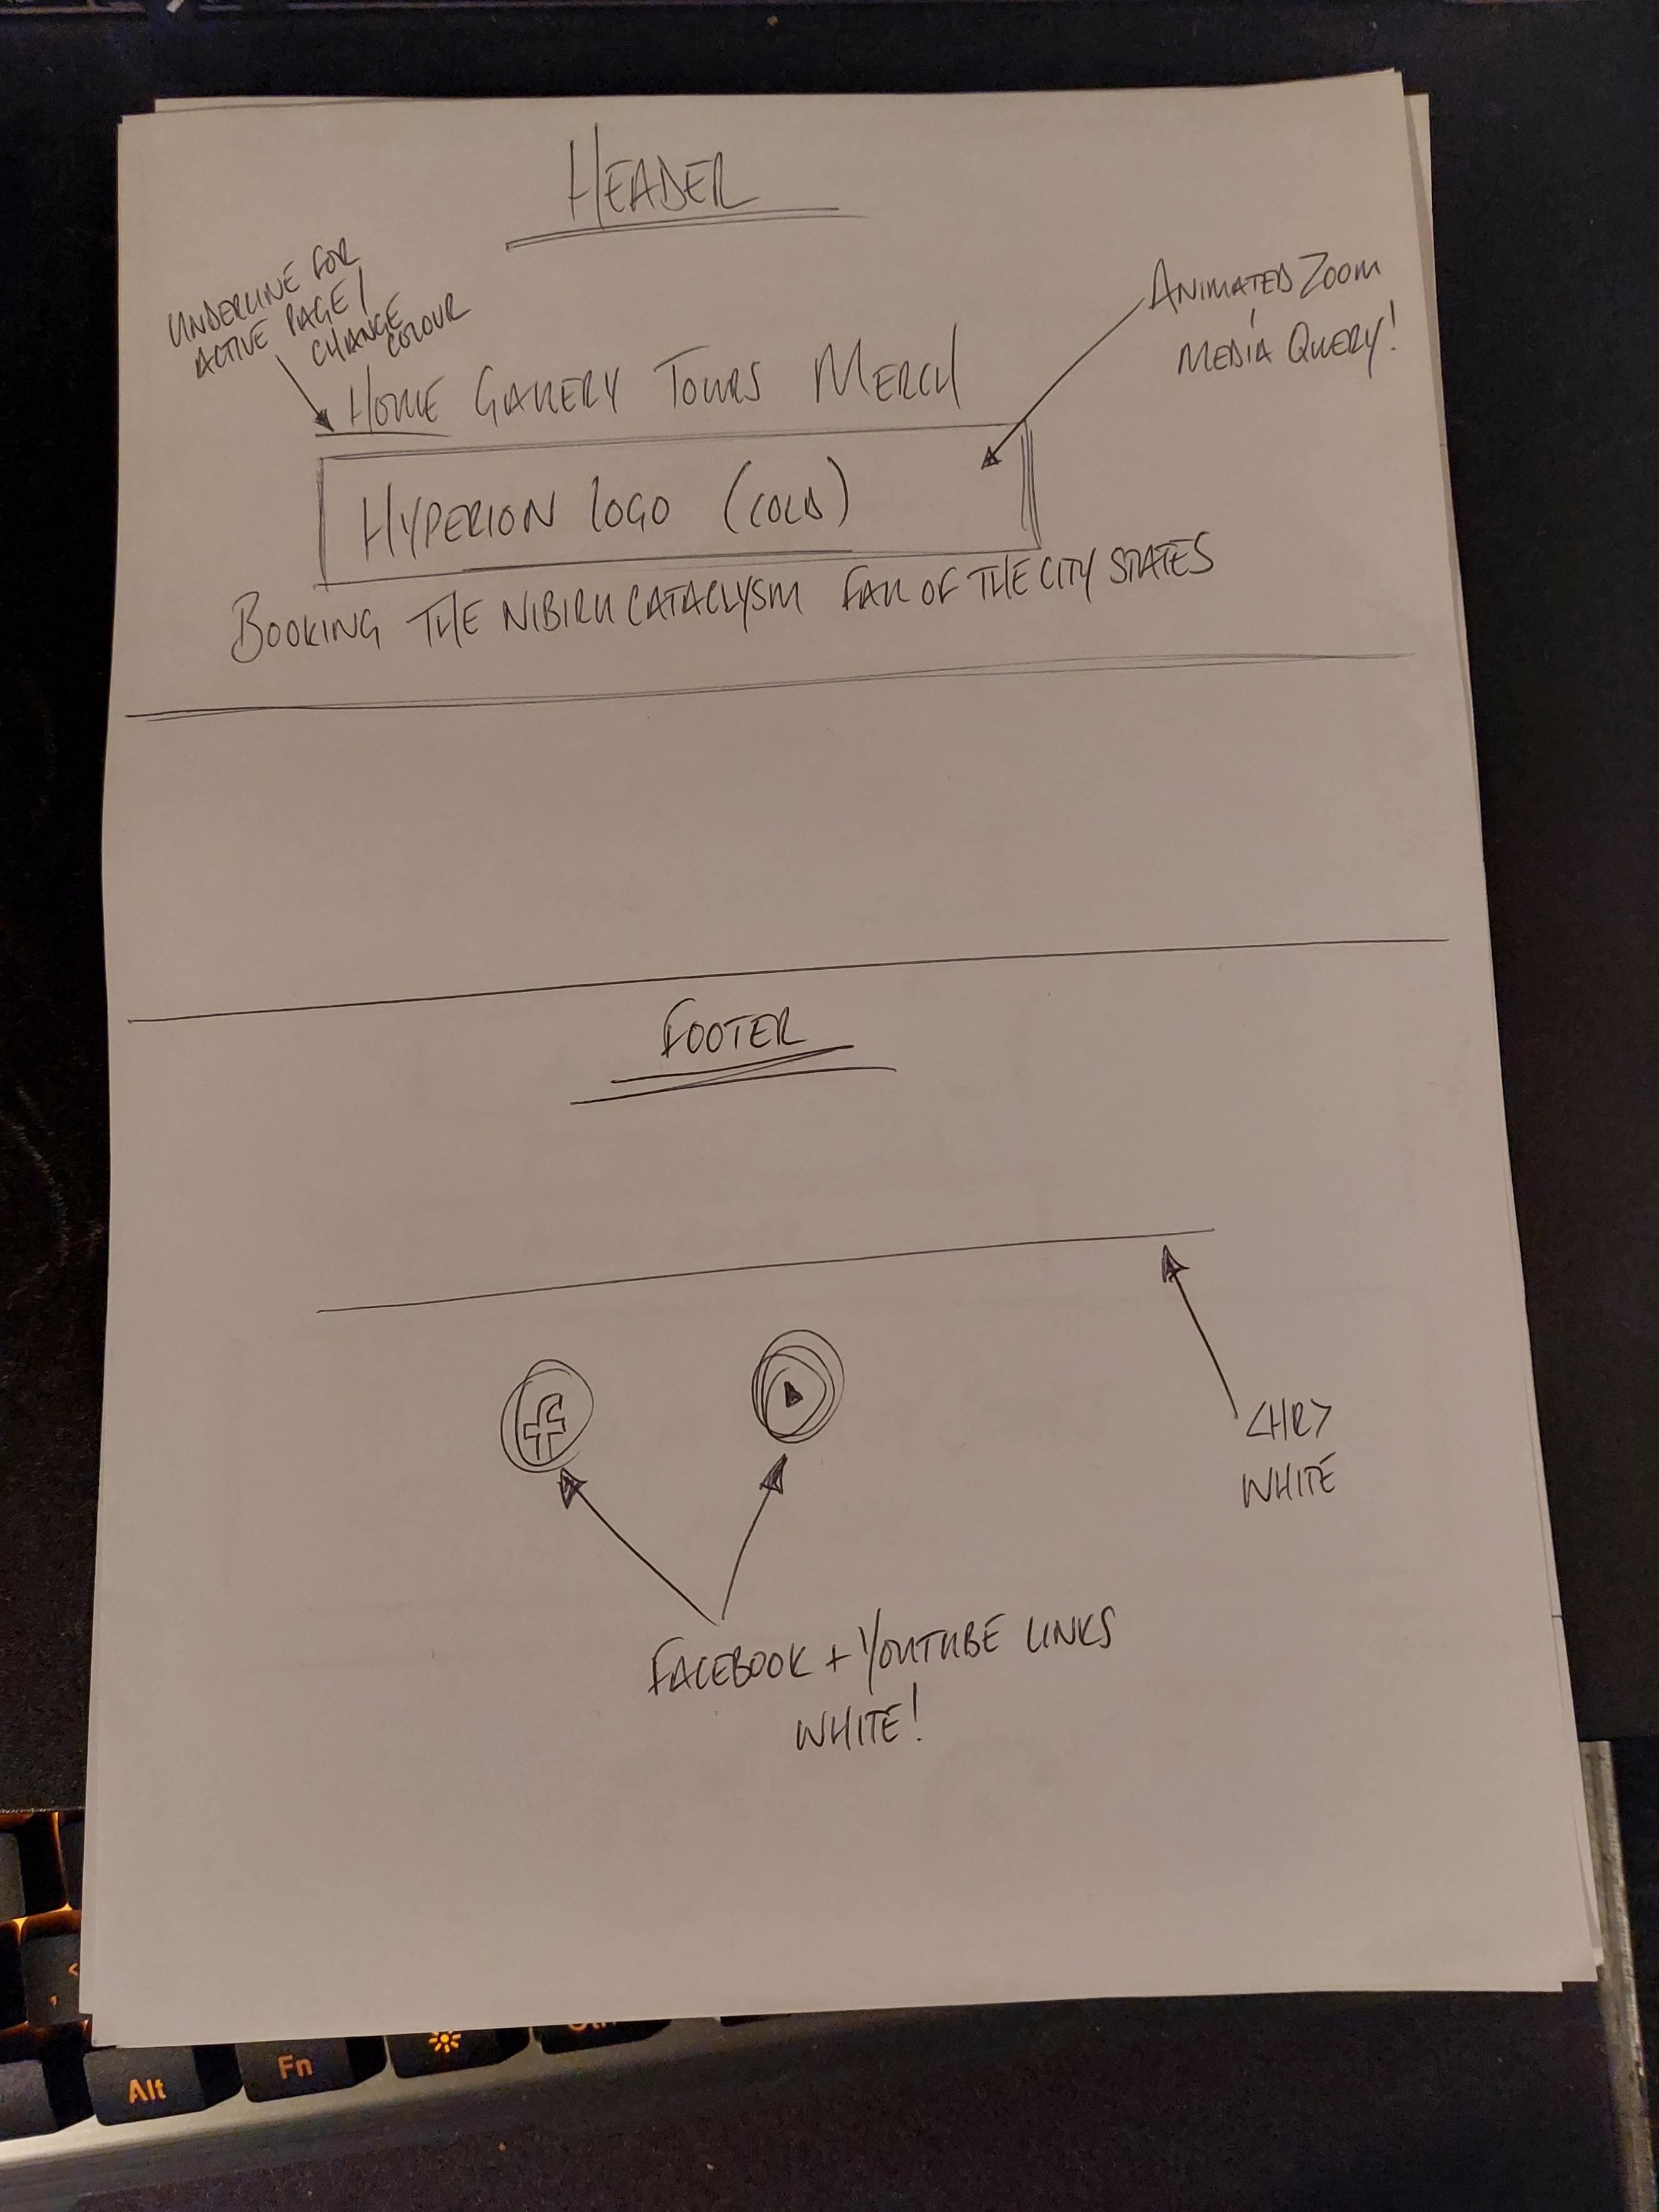 HEADER
UNDERLINE FOR
ACTIVE PAGE/
CHANGE
COLOUR
ANIMATED ZOOM
MEDIA QUERY!
HOME GALLERY TOURS MERCH
HYPERION LOGO (COLD)
BOOKING THE NIBIRU CATACLYSM FALL OF THE CITY STATES
FOOTER
f
<HR>
WHITE
FACEBOOK + YOUTUBE LINKS
WHITE!
<
,
Alt
Fn